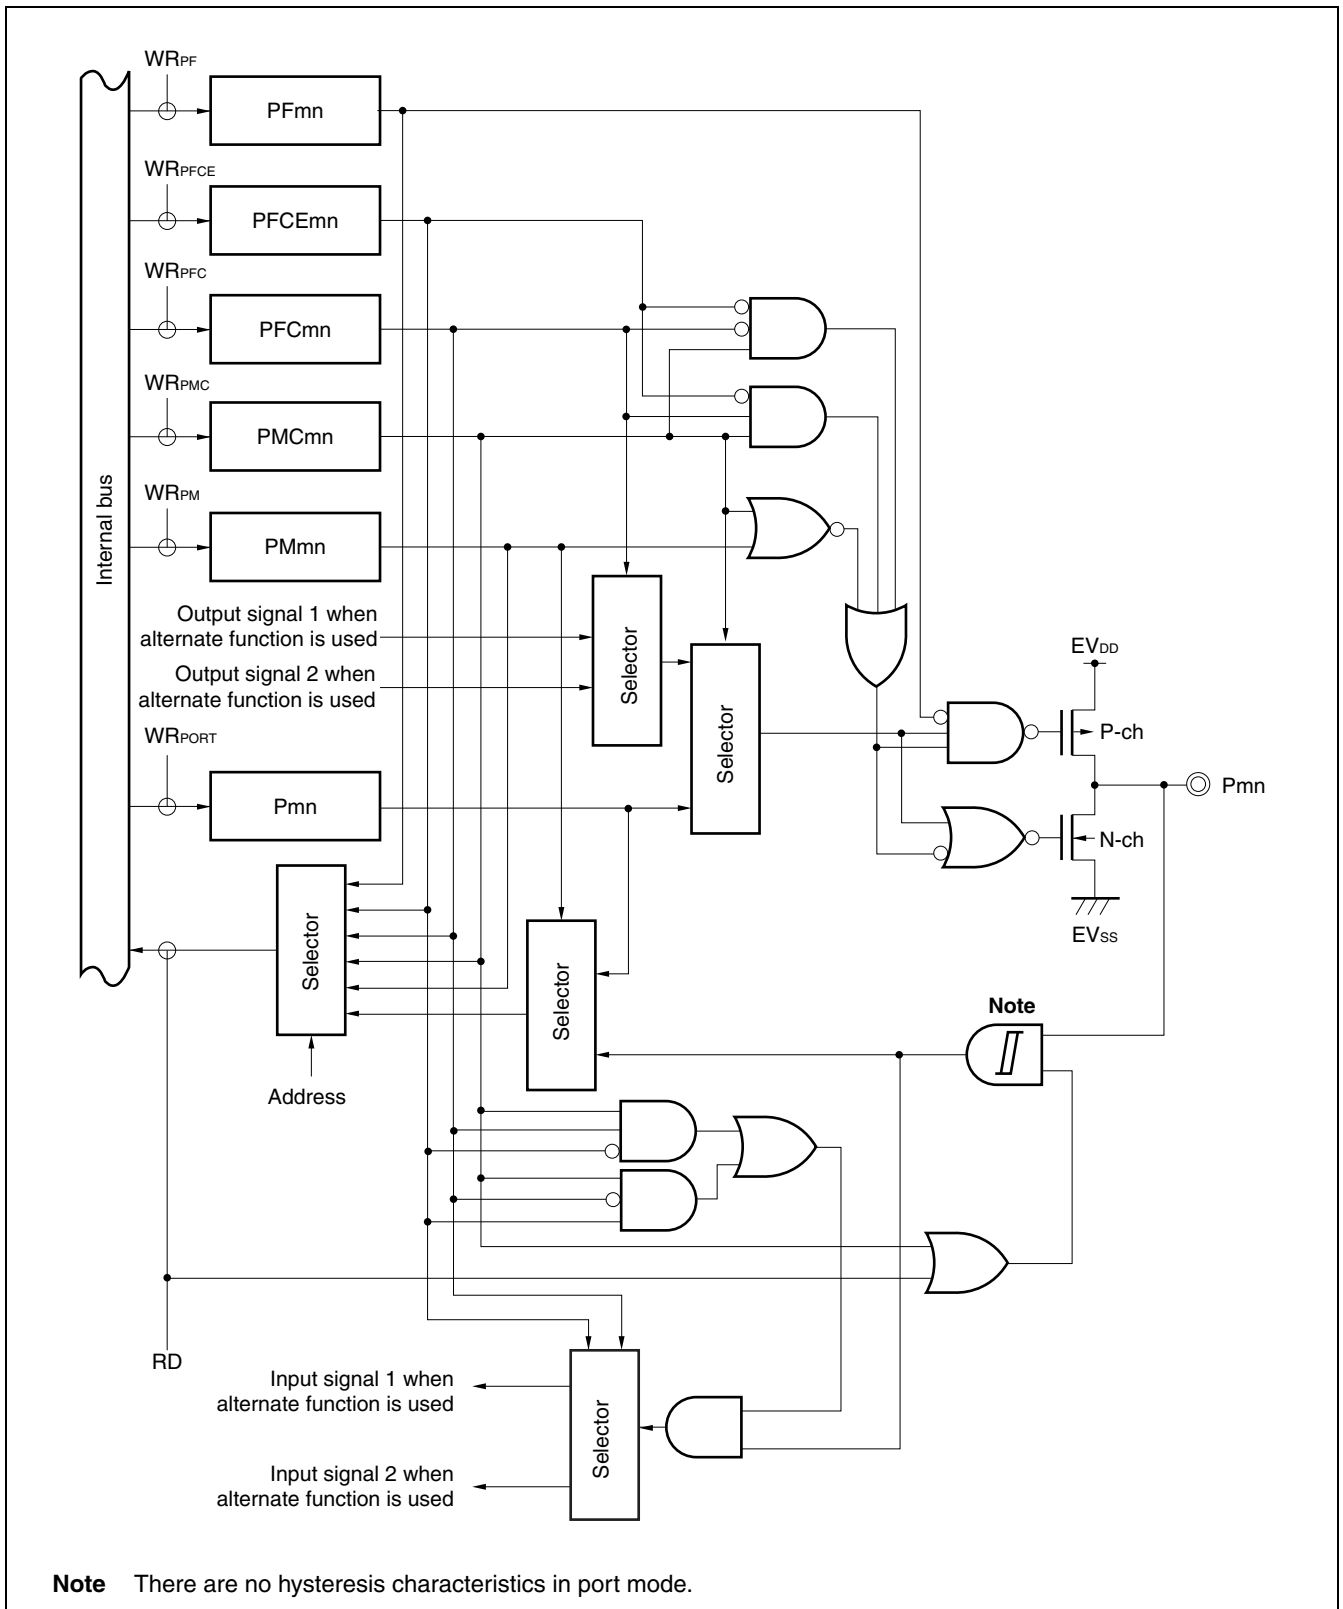 WRPF
PFmn
WRPFCE
PFCEmn
WRPFC
PFCmn
WRPMC
PMCmn
WRPM
PMmn
Internal bus
Output signal 1 when
alternate function is used
Output signal 2 when
alternate function is used
Selector
Selector
WRPORT
Pmn
EVDD
P-ch
Pmn
N-ch
EVSS
Selector
Selector
Address
Note
RD
Input signal 1 when
alternate function is used
Input signal 2 when
alternate function is used
Selector
Note There are no hysteresis characteristics in port mode.